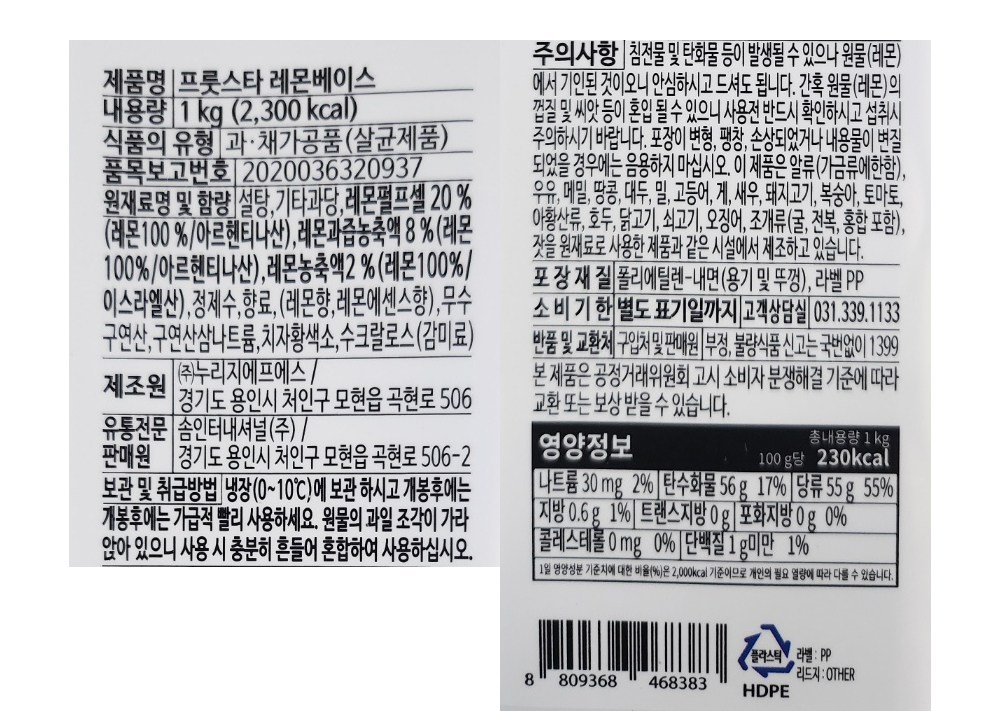 제품명 프룻스타 레몬베이스
내용량 1 kg (2,300 kcal)
식품의 유형 과·채가공품(살균제품)
품목보고번호 2020036320937
원재료명 및 함량 설탕,기타과당,레몬펄프셀 20 %
(레몬100 %/아르헨티나산),레몬과즙농축액 8 %(레몬
100%/아르헨티나산),레몬농축액2 %(레몬100%/
이스라엘산),정제수,향료,(레몬향,레몬에센스향),무수
구연산,구연산삼나트륨,치자황색소,수크랄로스(감미료)
제조원 ㈜누리지에프에스 /
경기도 용인시 처인구 모현읍 곡현로 506
유통전문판매원 솜인터내셔널(주) /
경기도 용인시 처인구 모현읍 곡현로 506-2
보관 및 취급방법 냉장(0~10℃)에 보관 하시고 개봉후에는
개봉후에는 가급적 빨리 사용하세요. 원물의 과일 조각이 가라
앉아 있으니 사용 시 충분히 흔들어 혼합하여 사용하십시오.
주의사항 침전물 및 탄화물 등이 발생될 수 있으나 원물(레몬)
에서 기인된 것이오니 안심하시고 드셔도 됩니다. 간혹 원물(레몬)의
껍질 및 씨앗 등이 혼입 될 수 있으니 사용전 반드시 확인하시고 섭취시
주의하시기 바랍니다. 포장이 변형, 팽창, 손상되었거나 내용물이 변질
되었을 경우에는 음용하지 마십시오. 이 제품은 알류(가금류에한함),
우유, 메밀, 땅콩, 대두, 밀, 고등어, 게, 새우, 돼지고기, 복숭아, 토마토,
아황산류, 호두, 닭고기, 쇠고기, 오징어, 조개류(굴, 전복, 홍합 포함),
잣을 원재료로 사용한 제품과 같은 시설에서 제조하고 있습니다.
포 장 재 질 폴리에틸렌-내면(용기 및 뚜껑), 라벨 PP
소 비 기 한 별도 표기일까지 고객상담실 031.339.1133
반품 및 교환처 구입처 및 판매원 부정, 불량식품 신고는 국번없이 1399
본 제품은 공정거래위원회 고시 소비자 분쟁해결 기준에 따라
교환 또는 보상 받을 수 있습니다.
영양정보 총내용량 1 kg
100 g당 230kcal
나트륨 30 mg 2% 탄수화물 56 g 17% 당류 55 g 55%
지방 0.6 g 1% 트랜스지방 0 g 포화지방 0 g 0%
콜레스테롤 0 mg 0% 단백질 1 g미만 1%
1일 영양성분 기준치에 대한 비율(%)은 2,000kcal 기준이므로 개인의 필요 열량에 따라 다를 수 있습니다.
플라스틱 라벨 : PP
리드지 : OTHER
HDPE
8 809368 468383